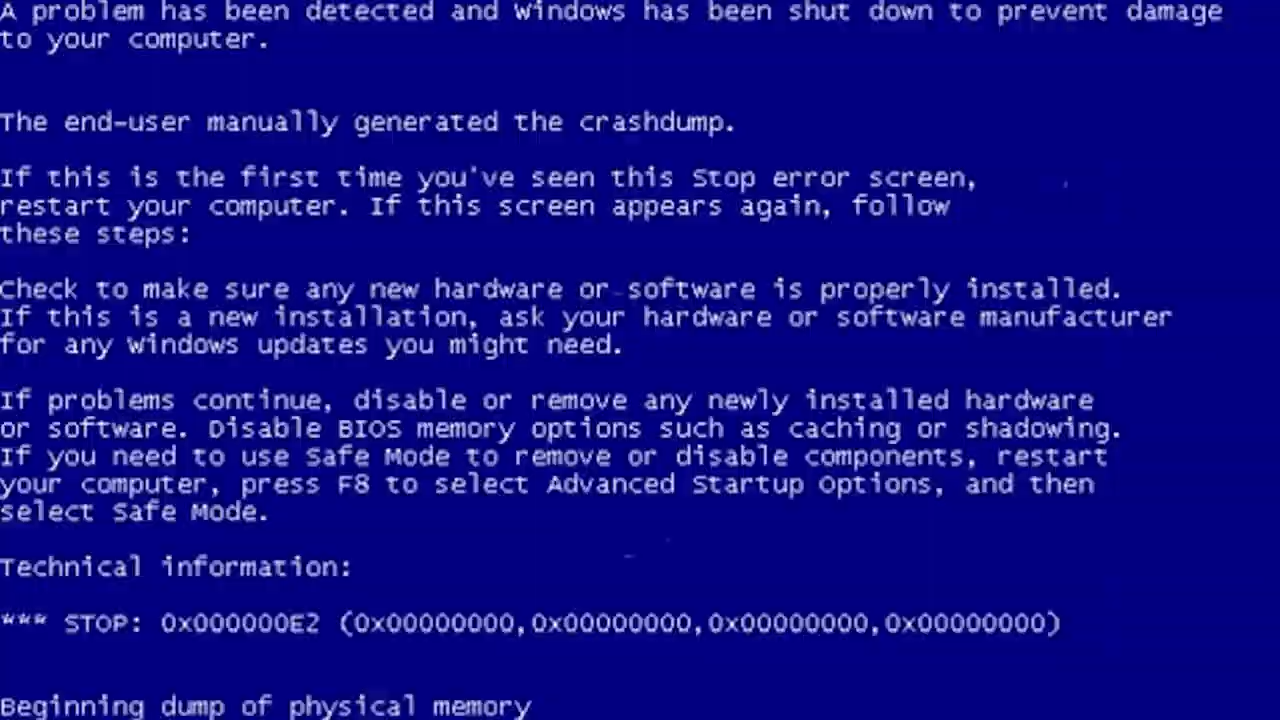 A problem has been detected and Windows has been shut down to prevent damage
to your computer.
The end-user manually generated the crashdump.
If this is the first time you've seen this Stop error screen,
restart your computer. If this screen appears again, follow
these steps:
Check to make sure any new hardware or software is properly installed.
If this is a new installation, ask your hardware or software manufacturer
for any Windows updates you might need.
If problems continue, disable or remove any newly installed hardware
or software. Disable BIOS memory options such as caching or shadowing.
If you need to use Safe Mode to remove or disable components, restart
your computer, press F8 to select Advanced Startup Options, and then
select Safe Mode.
Technical information:
*** STOP: 0x000000E2 (0x00000000,0x00000000,0x00000000,0x00000000)
Beginning dump of physical memory